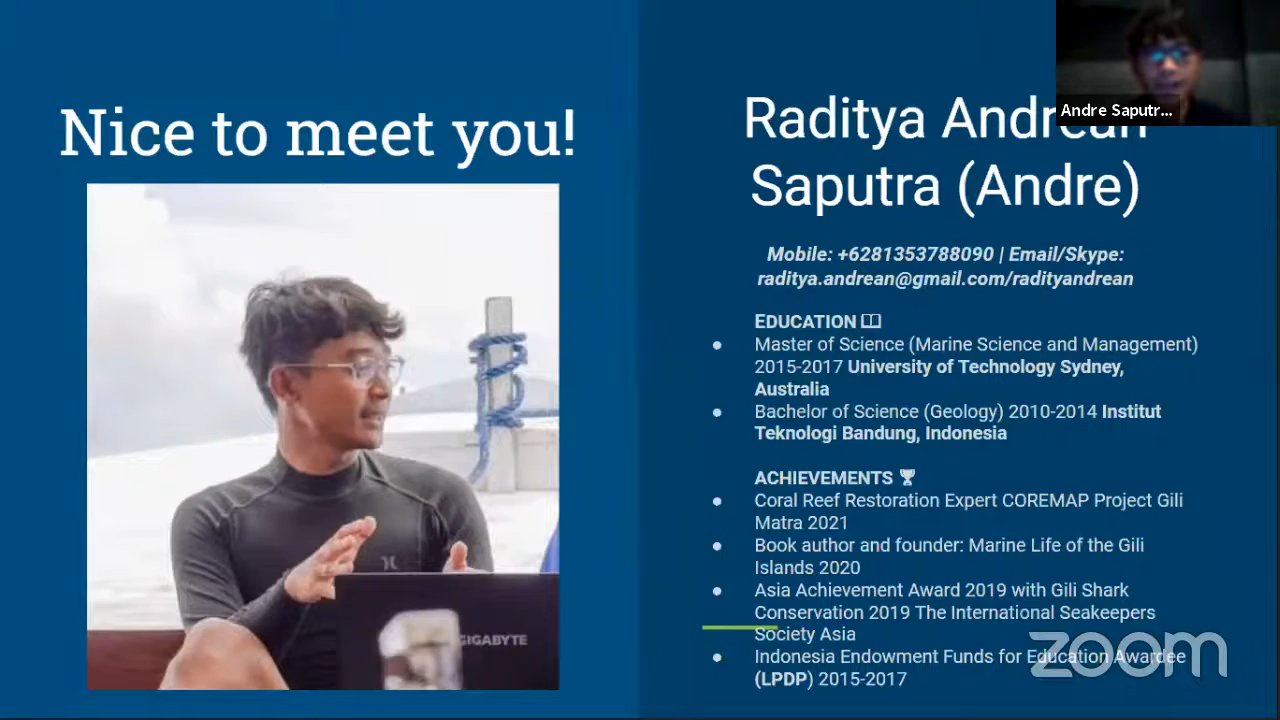 Nice to meet you!
GIGABYTE
Andre Saputr...
Raditya Andrean
Saputra (Andre)
Mobile: +6281353788090 | Email/Skype:
raditya.andrean@gmail.com/radityandrean
EDUCATION
Master of Science (Marine Science and Management)
2015-2017 University of Technology Sydney,
Australia
Bachelor of Science (Geology) 2010-2014 Institut
Teknologi Bandung, Indonesia
ACHIEVEMENTS
Coral Reef Restoration Expert COREMAP Project Gili
Matra 2021
Book author and founder: Marine Life of the Gili
Islands 2020
Asia Achievement Award 2019 with Gili Shark
Conservation 2019 The International Seakeepers
Society Asia
Indonesia Endowment Funds for Education Awardee
(LPDP) 2015-2017
zoom